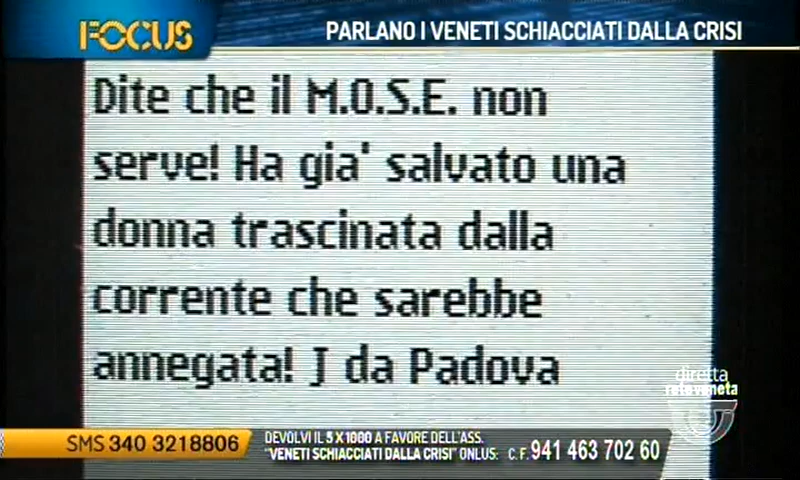 FOCUS
PARLANO I VENETI SCHIACCIATI DALLA CRISI
Dite che il M.O.S.E. non
serve! Ha gia' salvato una
donna trascinata dalla
corrente che sarebbe
annegata! J da Padova
diretta
reteveneta
SMS 340 3218806
DEVOLVI IL 5 X 1000 A FAVORE DELL'ASS.
"VENETI SCHIACCIATI DALLA CRISI" ONLUS: C.F. 941 463 702 60